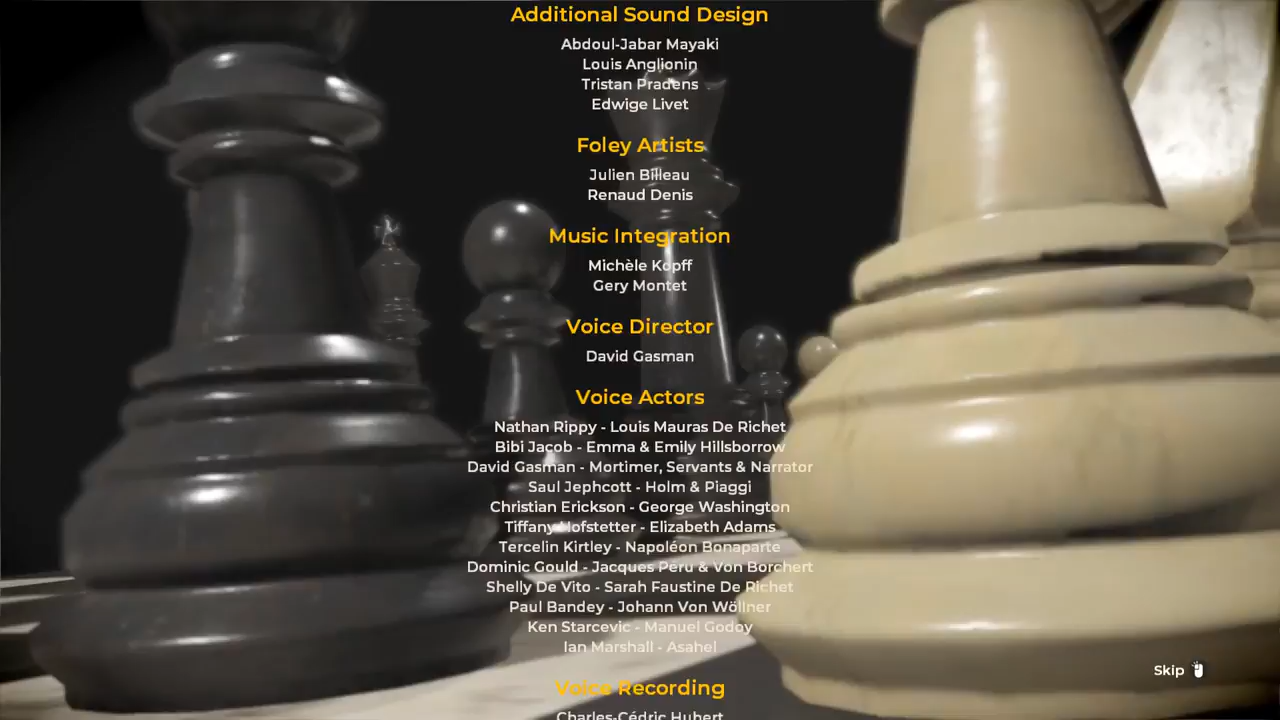 Additional Sound Design
Abdoul-Jabar Mayaki
Louis Anglionin
Tristan Pradens
Edwige Livet
Foley Artists
Julien Billeau
Renaud Denis
Music Integration
Michèle Kopff
Gery Montet
Voice Director
David Gasman
Voice Actors
Nathan Rippy - Louis Mauras De Richet
Bibi Jacob - Emma & Emily Hillsborrow
David Gasman - Mortimer, Servants & Narrator
Saul Jephcott - Holm & Piaggi
Christian Erickson - George Washington
Tiffany Hofstetter - Elizabeth Adams
Tercelin Kirtley - Napoléon Bonaparte
Dominic Gould - Jacques Péru & Von Borchert
Shelly De Vito - Sarah Faustine De Richet
Paul Bandey - Johann Von Wöllner
Ken Starcevic - Manuel Godoy
Ian Marshall - Asahel
Skip
Voice Recording
Charles-Cédric Hubert